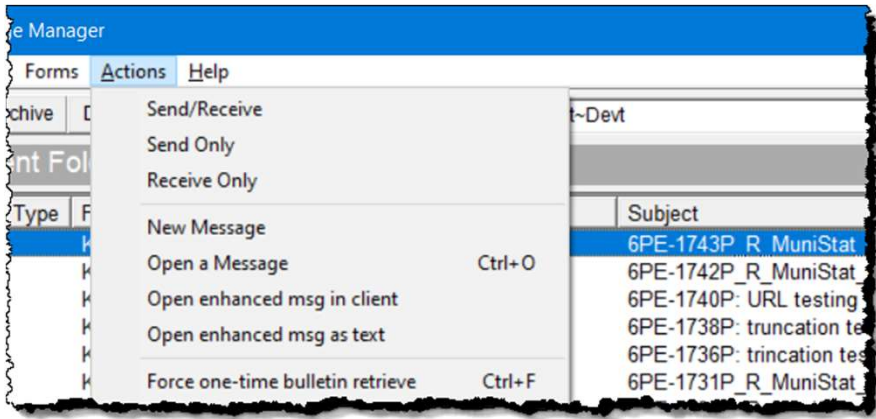 e Manager
Forms Actions Help
chive
t~Devt
nt Fol
Type F Subject
6PE-1743P_R_MuniStat
6PE-1742P_R_MuniStat_
6PE-1740P: URL testing
6PE-1738P: truncation te
6PE-1736P: trincation tes
6PE-1731P_R_MuniStat_
Send/Receive
Send Only
Receive Only
New Message
Open a Message Ctrl+O
Open enhanced msg in client
Open enhanced msg as text
Force one-time bulletin retrieve Ctrl+F